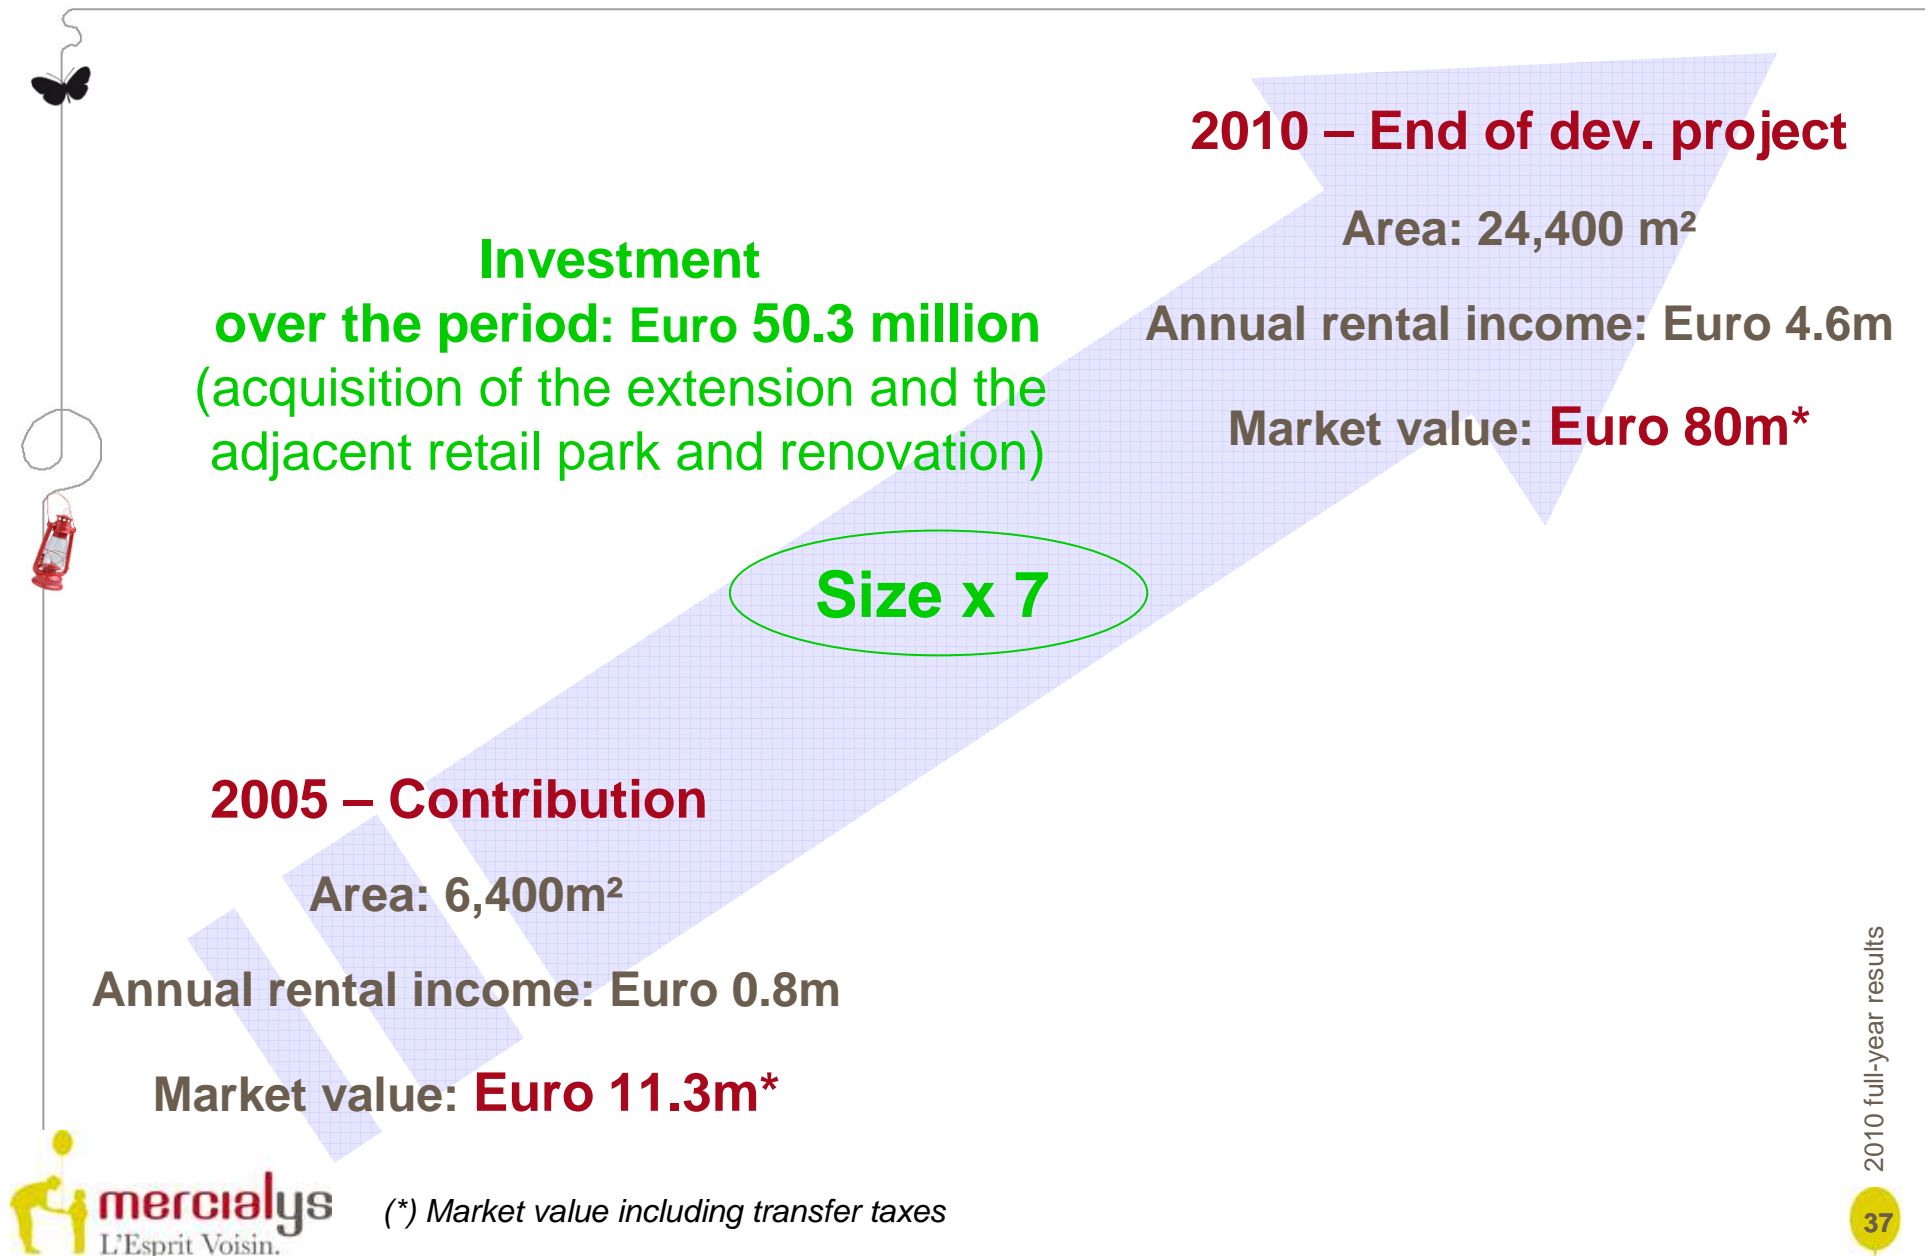 2010 – End of dev. project
Area: 24,400 m²
Annual rental income: Euro 4.6m
Market value: Euro 80m*
Investment
over the period: Euro 50.3 million
(acquisition of the extension and the
adjacent retail park and renovation)
Size x 7
2005 – Contribution
Area: 6,400m²
Annual rental income: Euro 0.8m
Market value: Euro 11.3m*
mercialys
L'Esprit Voisin.
(*) Market value including transfer taxes
2010 full-year results
37